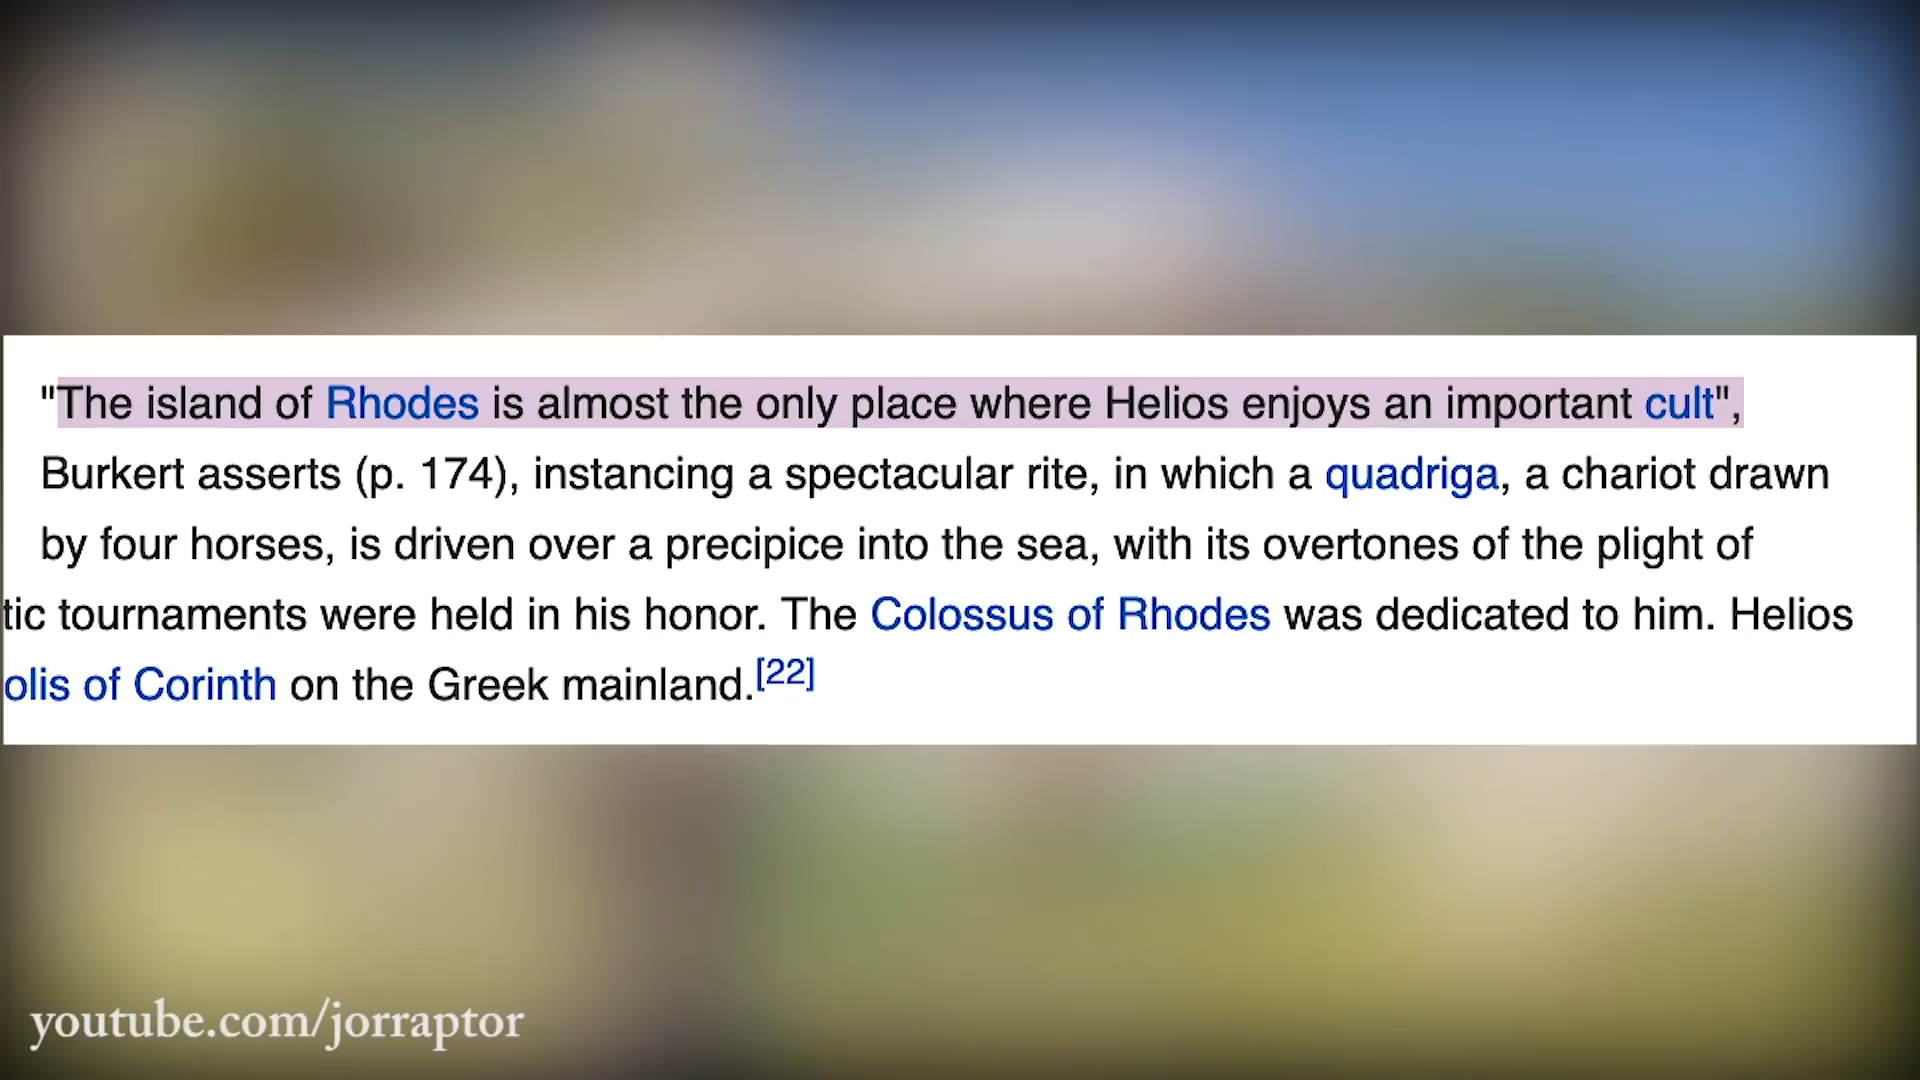 "The island of Rhodes is almost the only place where Helios enjoys an important cult",
Burkert asserts (p. 174), instancing a spectacular rite, in which a quadriga, a chariot drawn
by four horses, is driven over a precipice into the sea, with its overtones of the plight of
tic tournaments were held in his honor. The Colossus of Rhodes was dedicated to him. Helios
olis of Corinth on the Greek mainland.[22]
youtube.com/jorraptor